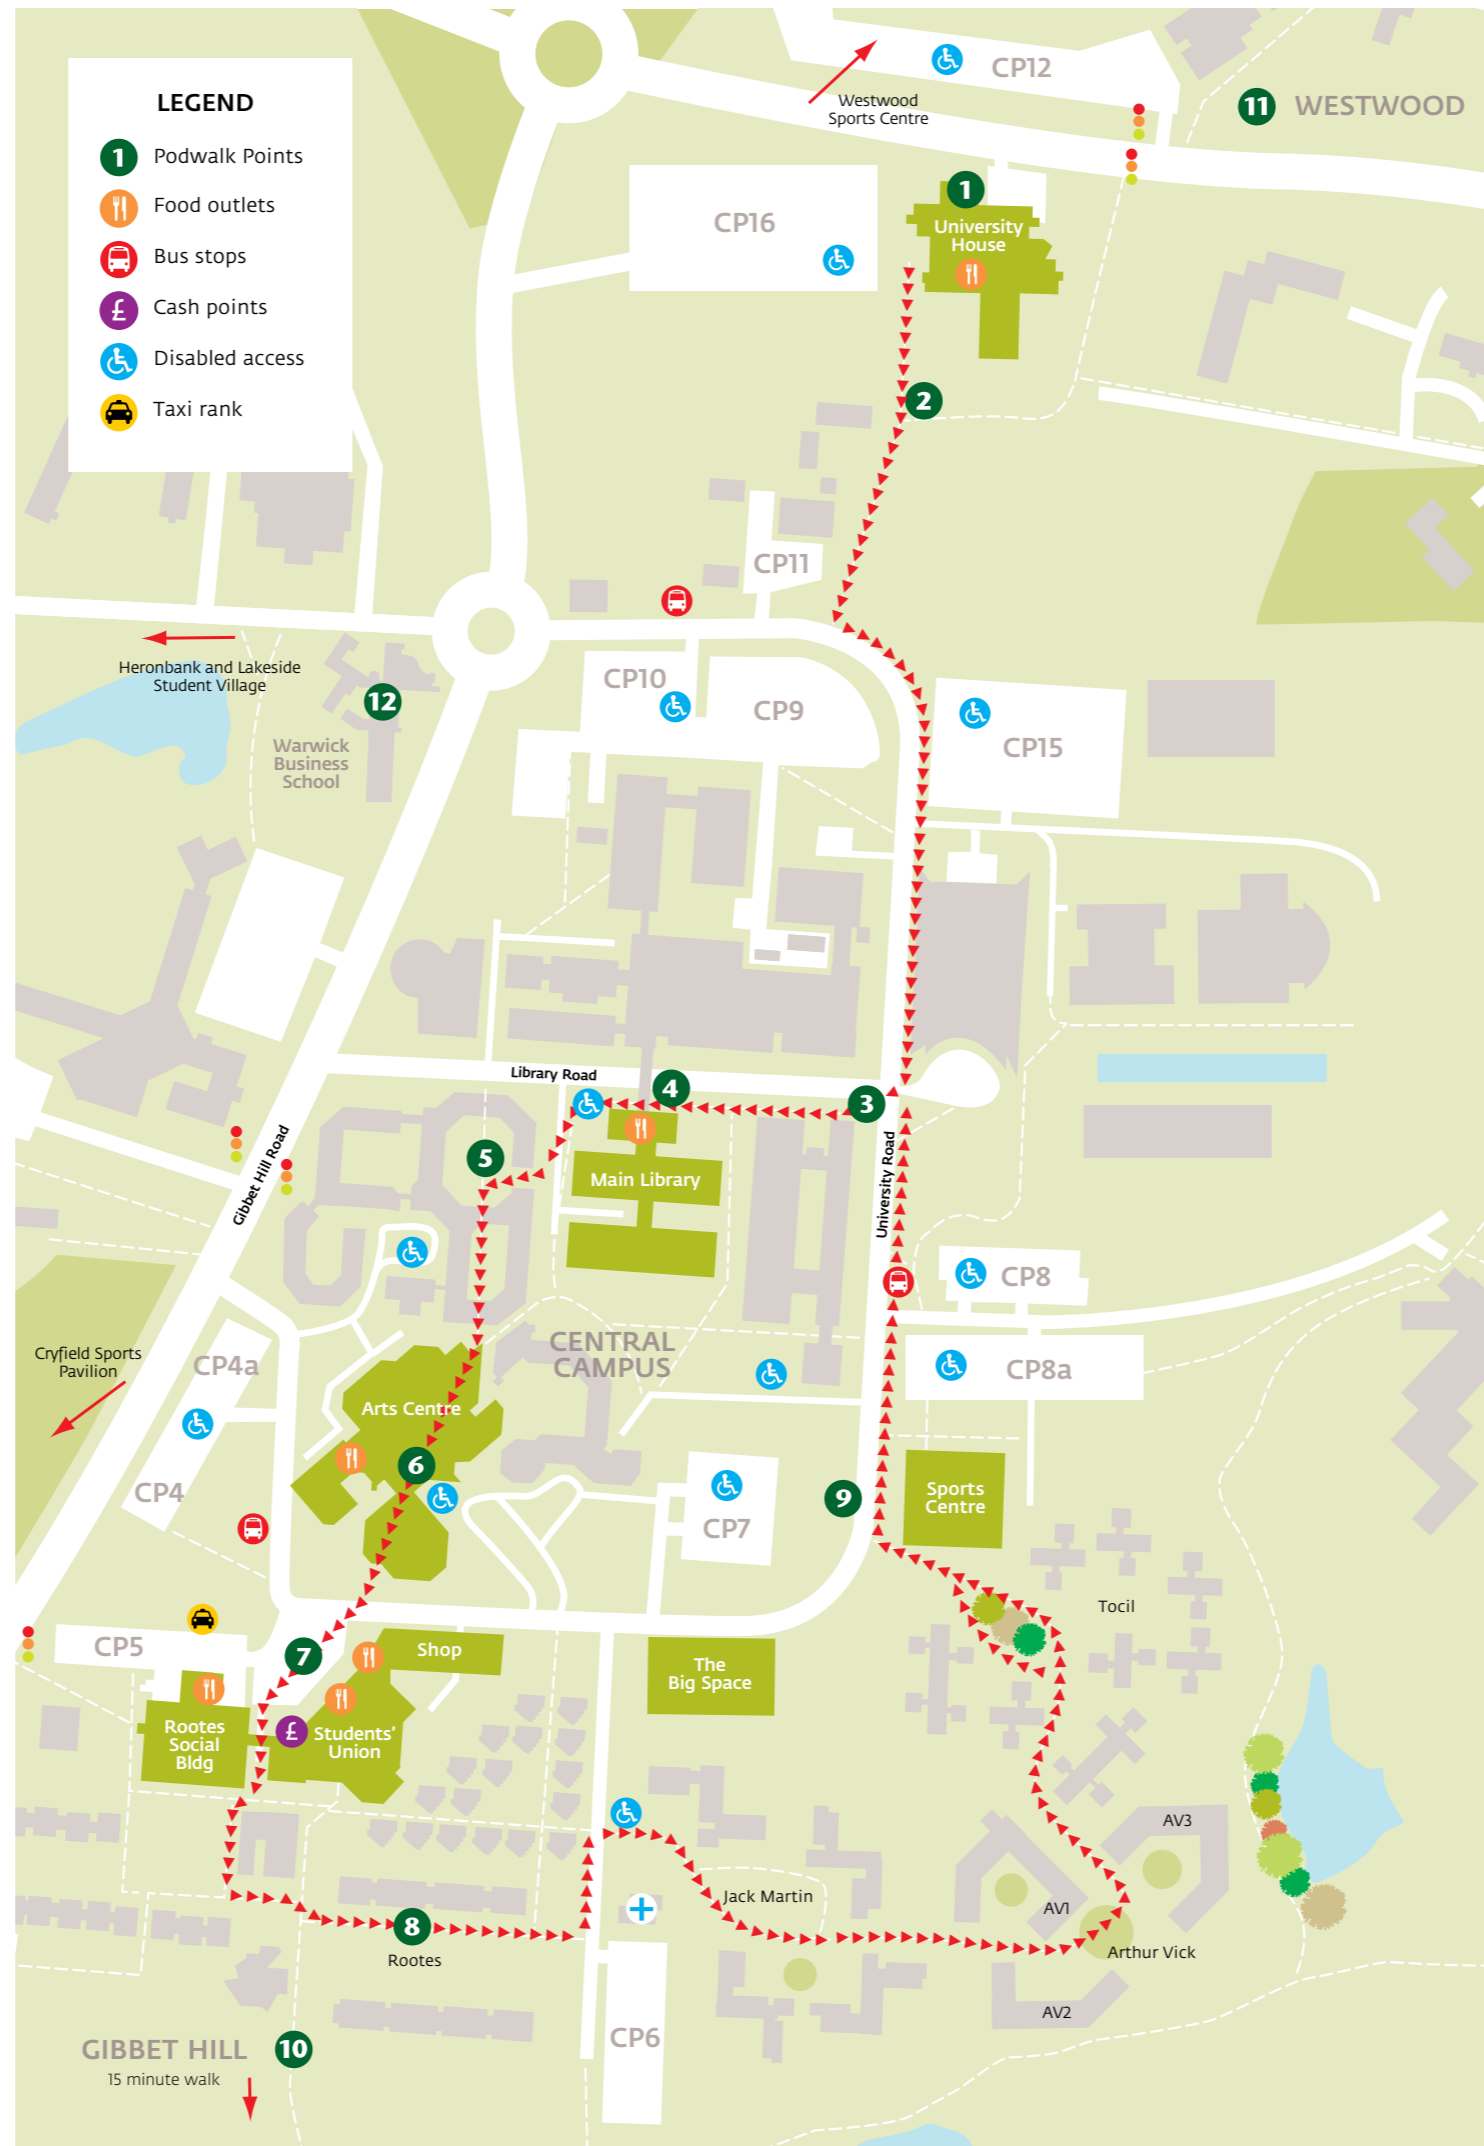 LEGEND
1 Podwalk Points
Food outlets
Bus stops
£ Cash points
Disabled access
Taxi rank
CP12
Westwood
Sports Centre
11 WESTWOOD
1
University
House
CP16
2
CP11
Heronbank and Lakeside
Student Village
12
Warwick
Business
School
CP10
CP9
CP15
Library Road
4
3
5
Main Library
University Road
Gibbet Hill Road
CP8
CP8a
CENTRAL
CAMPUS
Cryfield Sports
Pavilion
CP4a
CP4
Arts Centre
6
CP7
9
Sports
Centre
Tocil
CP5
7
Shop
The
Big Space
Rootes
Social
Bldg
£
Students'
Union
AV3
Jack Martin
AV1
8
Rootes
Arthur Vick
AV2
GIBBET HILL 10
15 minute walk
CP6